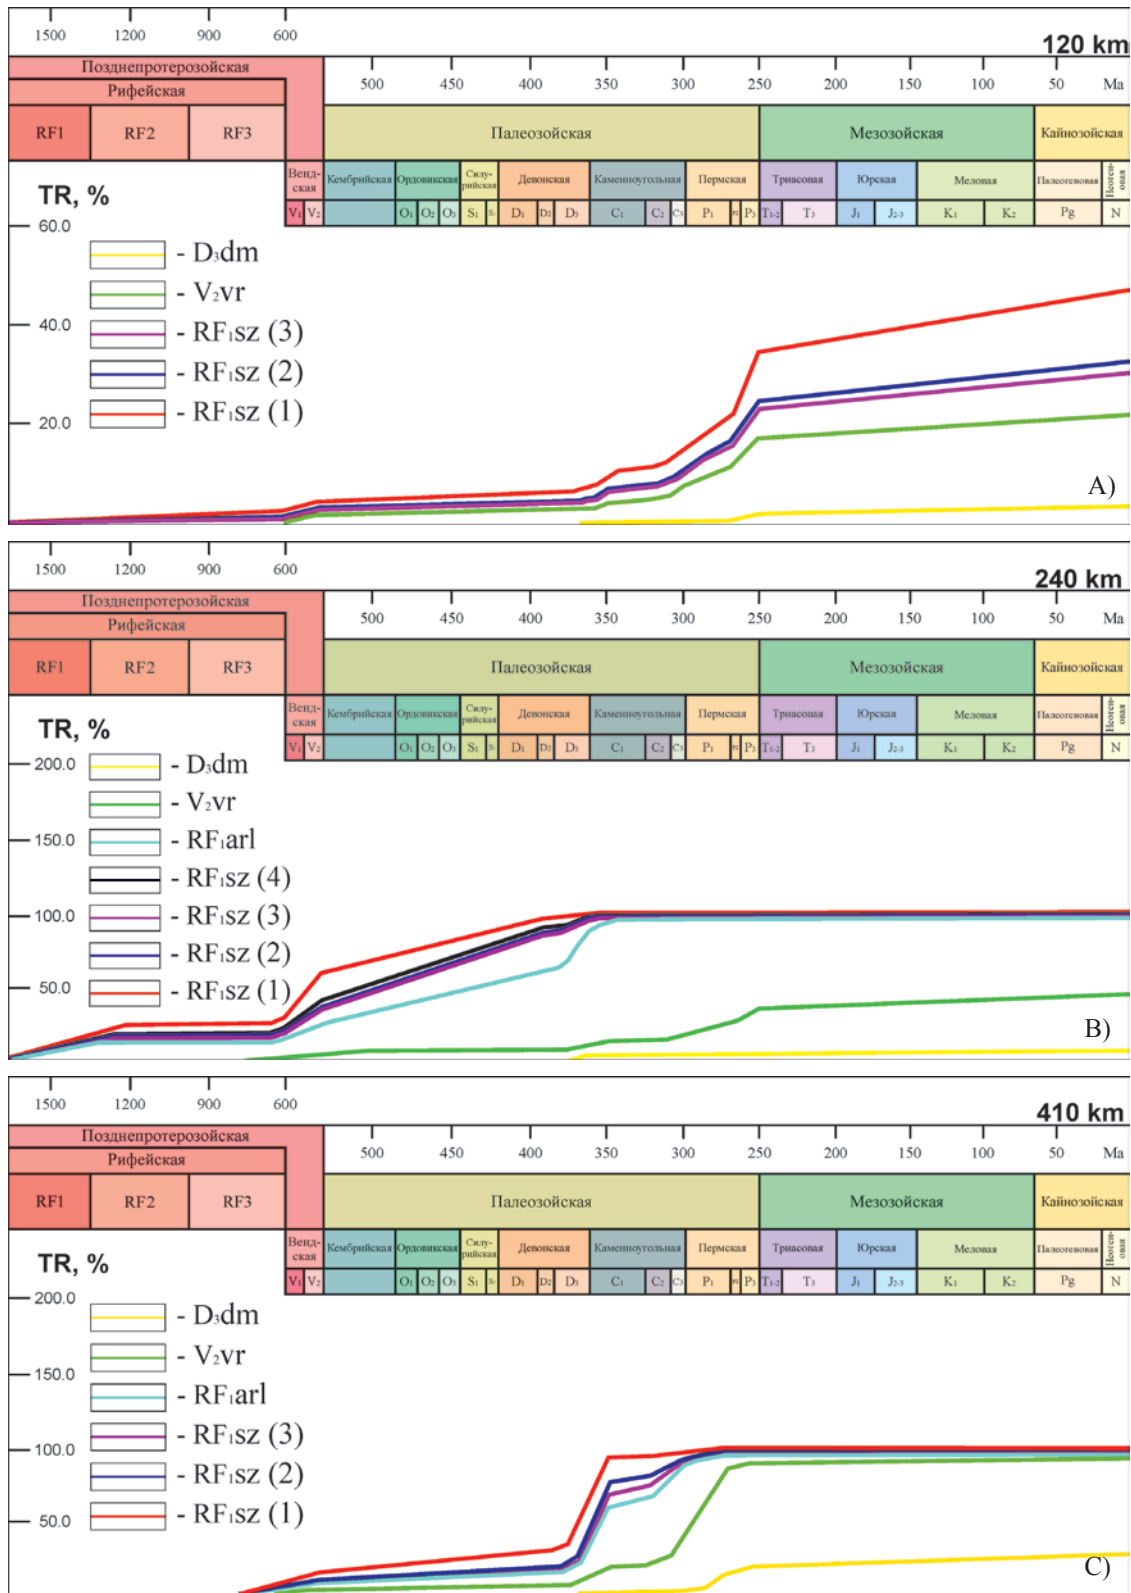 1500 1200 900 600
120 km
Позднепротерозойская
500 450 400 350 300 250 200 150 100 50 Ma
Рифейская
RF1 RF2 RF3 Палеозойская Мезозойская Кайнозойская
Венд-
ская
Кембрийская Ордовикская Силу-
рийская Девонская Каменноугольная Пермская Триасовая Юрская Меловая Палеогеновая Неоген-
овая
V1 V2 O1 O2 O3 S1 D1 D2 D3 C1 C2 C3 P1 P3 T1-2 T3 J1 J2-3 K1 K2 Pg N
TR, %
60.0
- D₃dm
- V₂vr
40.0
- RF₁sz (3)
- RF₁sz (2)
20.0
- RF₁sz (1)
A)
1500 1200 900 600
240 km
Позднепротерозойская
500 450 400 350 300 250 200 150 100 50 Ma
Рифейская
RF1 RF2 RF3 Палеозойская Мезозойская Кайнозойская
Венд-
ская
Кембрийская Ордовикская Силу-
рийская Девонская Каменноугольная Пермская Триасовая Юрская Меловая Палеогеновая Неоген-
овая
V1 V2 O1 O2 O3 S1 D1 D2 D3 C1 C2 C3 P1 P3 T1-2 T3 J1 J2-3 K1 K2 Pg N
TR, %
200.0
- D₃dm
- V₂vr
150.0
- RF₁arl
- RF₁sz (4)
100.0
- RF₁sz (3)
- RF₁sz (2)
50.0
- RF₁sz (1)
B)
1500 1200 900 600
410 km
Позднепротерозойская
500 450 400 350 300 250 200 150 100 50 Ma
Рифейская
RF1 RF2 RF3 Палеозойская Мезозойская Кайнозойская
Венд-
ская
Кембрийская Ордовикская Силу-
рийская Девонская Каменноугольная Пермская Триасовая Юрская Меловая Палеогеновая Неоген-
овая
V1 V2 O1 O2 O3 S1 D1 D2 D3 C1 C2 C3 P1 P3 T1-2 T3 J1 J2-3 K1 K2 Pg N
TR, %
200.0
- D₃dm
- V₂vr
150.0
- RF₁arl
- RF₁sz (3)
100.0
- RF₁sz (2)
- RF₁sz (1)
50.0
C)